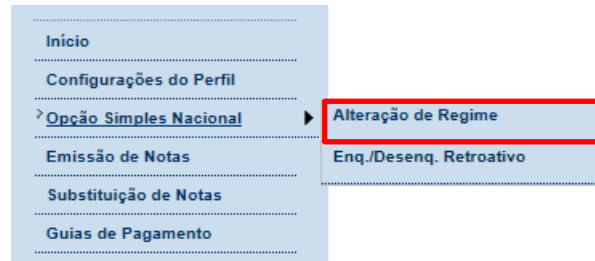 Início
Configurações do Perfil
> Opção Simples Nacional
Alteração de Regime
Emissão de Notas
Enq./Desenq. Retroativo
Substituição de Notas
Guias de Pagamento